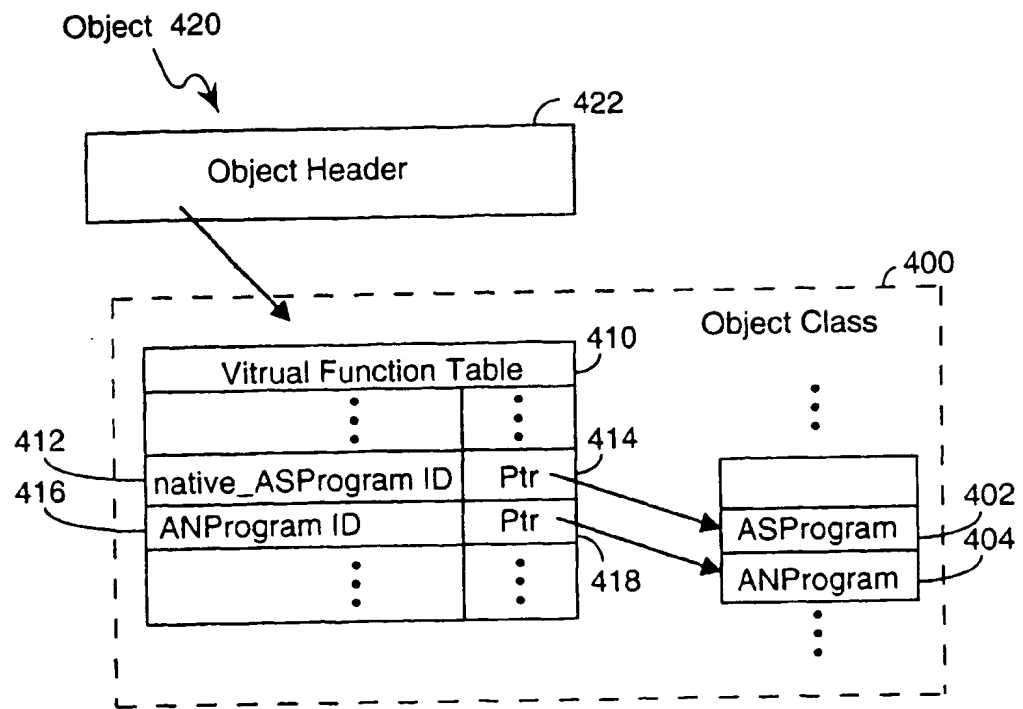 Object 420
422
Object Header
400
Object Class
410
Vitrual Function Table
412
native_ASProgram ID Ptr
414
416
ANProgram ID Ptr
418
ASProgram
402
ANProgram
404